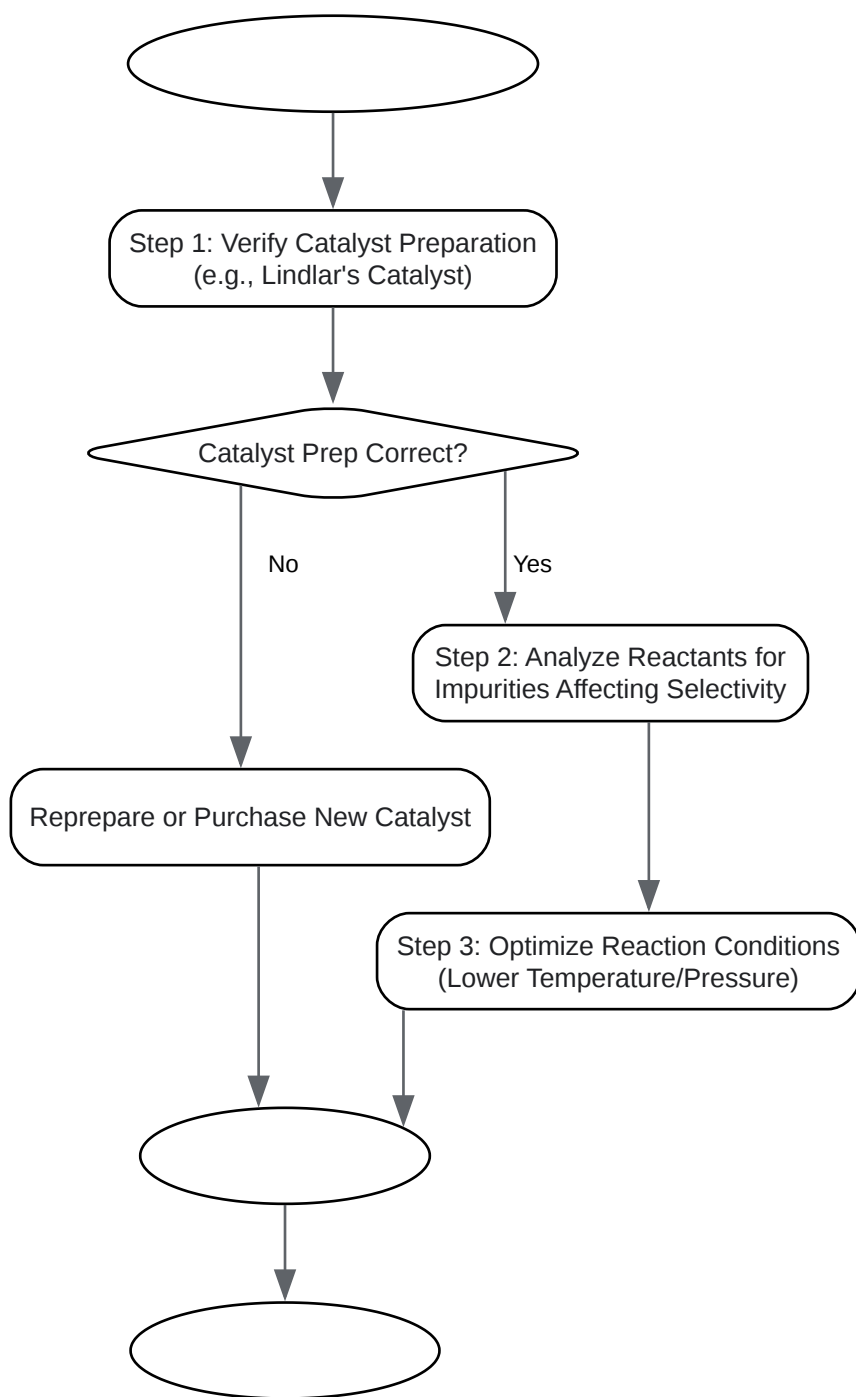 Step 1: Verify Catalyst Preparation
(e.g., Lindlar's Catalyst)
Catalyst Prep Correct?
No
Yes
Step 2: Analyze Reactants for
Impurities Affecting Selectivity
Reprepare or Purchase New Catalyst
Step 3: Optimize Reaction Conditions
(Lower Temperature/Pressure)